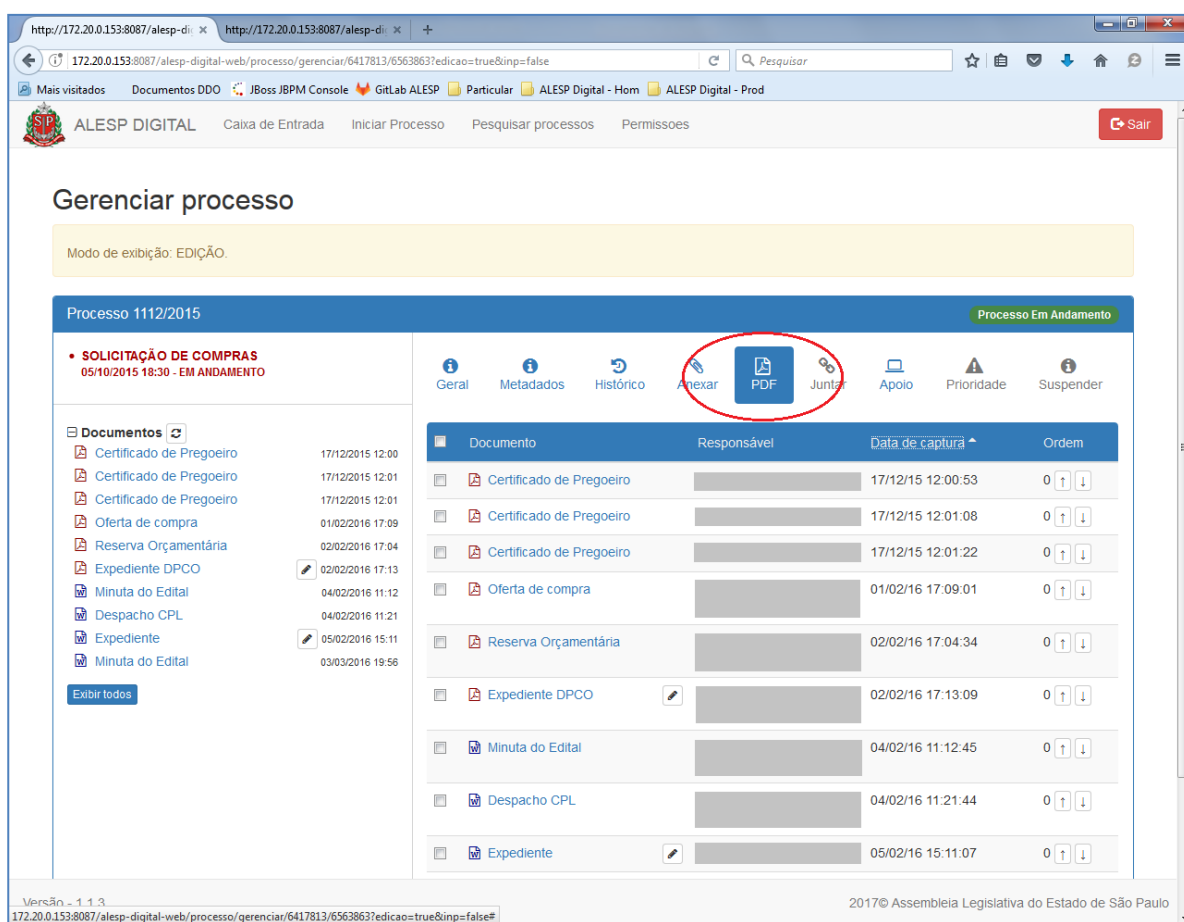 http://172.20.0.153:8087/alesp-di × http://172.20.0.153:8087/alesp-di × +
172.20.0.153:8087/alesp-digital-web/processo/gerenciar/6417813/6563863?edicao=true&inp=false Pesquisar
Mais visitados Documentos DDO JBoss JBPM Console GitLab ALESP Particular ALESP Digital - Hom ALESP Digital - Prod
ALESP DIGITAL Caixa de Entrada Iniciar Processo Pesquisar processos Permissoes Sair
Gerenciar processo
Modo de exibição: EDIÇÃO.
Processo 1112/2015 Processo Em Andamento
• SOLICITAÇÃO DE COMPRAS
05/10/2015 18:30 - EM ANDAMENTO
Geral Metadados Histórico Anexar PDF Juntar Apoio Prioridade Suspender
Documentos
Certificado de Pregoeiro 17/12/2015 12:00
Certificado de Pregoeiro 17/12/2015 12:01
Certificado de Pregoeiro 17/12/2015 12:01
Oferta de compra 01/02/2016 17:09
Reserva Orçamentária 02/02/2016 17:04
Expediente DPCO 02/02/2016 17:13
Minuta do Edital 04/02/2016 11:12
Despacho CPL 04/02/2016 11:21
Expediente 05/02/2016 15:11
Minuta do Edital 03/03/2016 19:56
Exibir todos
Documento Responsável Data de captura Ordem
Certificado de Pregoeiro 17/12/15 12:00:53 0 ↑ ↓
Certificado de Pregoeiro 17/12/15 12:01:08 0 ↑ ↓
Certificado de Pregoeiro 17/12/15 12:01:22 0 ↑ ↓
Oferta de compra 01/02/16 17:09:01 0 ↑ ↓
Reserva Orçamentária 02/02/16 17:04:34 0 ↑ ↓
Expediente DPCO 02/02/16 17:13:09 0 ↑ ↓
Minuta do Edital 04/02/16 11:12:45 0 ↑ ↓
Despacho CPL 04/02/16 11:21:44 0 ↑ ↓
Expediente 05/02/16 15:11:07 0 ↑ ↓
Versão - 1.1.3 2017© Assembleia Legislativa do Estado de São Paulo
172.20.0.153:8087/alesp-digital-web/processo/gerenciar/6417813/6563863?edicao=true&inp=false#